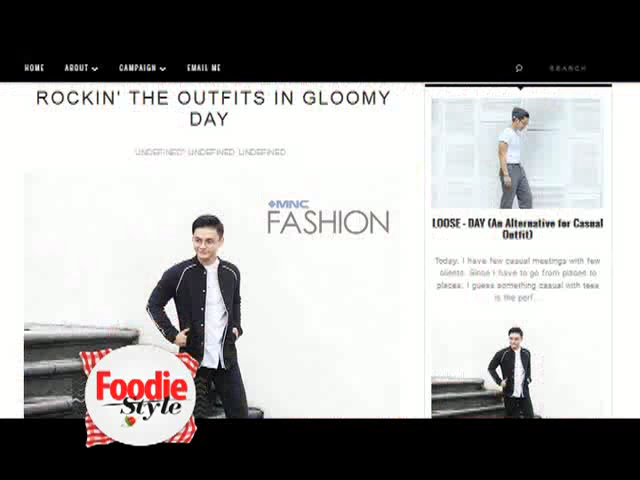 HOME ABOUT CAMPAIGN EMAIL ME SEARCH
ROCKIN' THE OUTFITS IN GLOOMY
DAY
'UNDEFINED' UNDEFINED, UNDEFINED
MNC
FASHION
LOOSE - DAY (An Alternative for Casual
Outfit)
Today, I have few casual meetings with few
clients. Since I have to go from places to
places, I guess something casual with tees
is the perf...
Foodie
Style